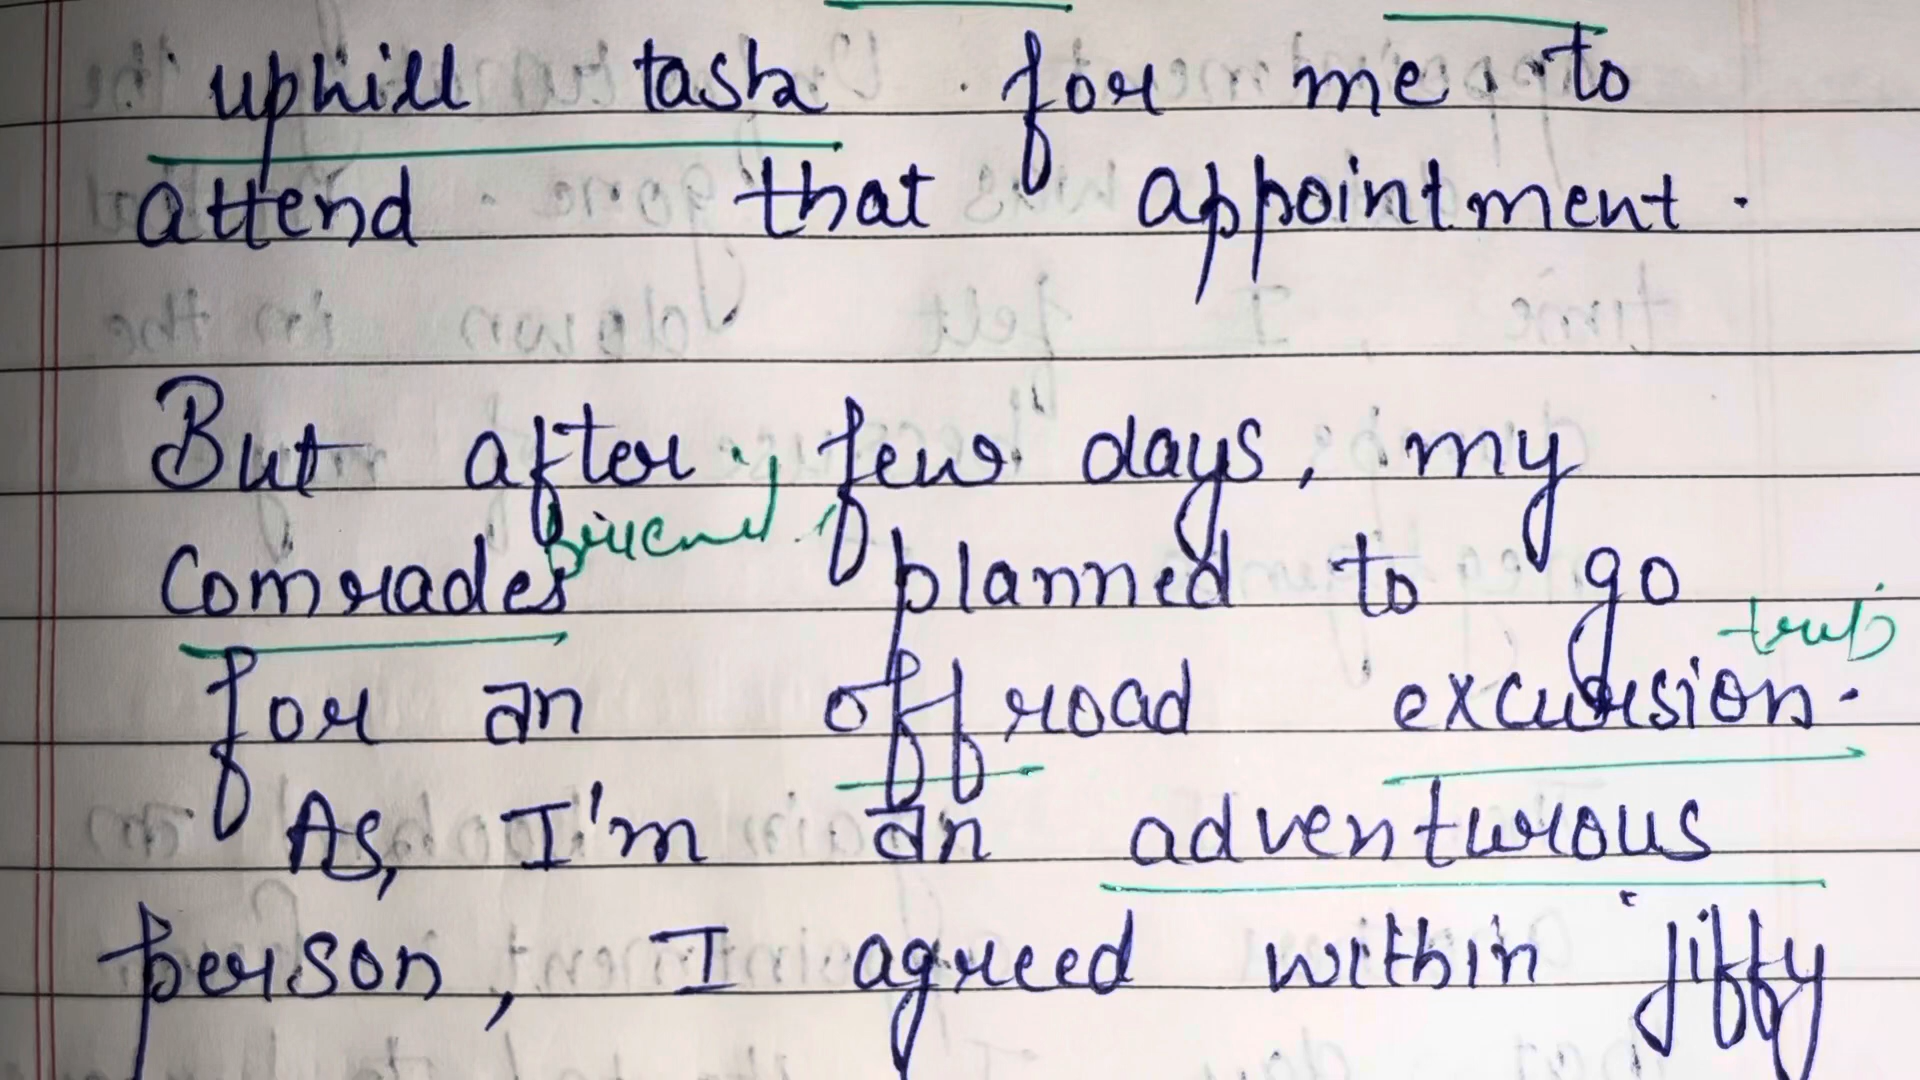 uphill task for me to
attend that appointment.
But after few days, my
friend
comrades planned to go
trip
for an offroad excursion.
As, I'm an adventurous
person, I agreed within jiffy